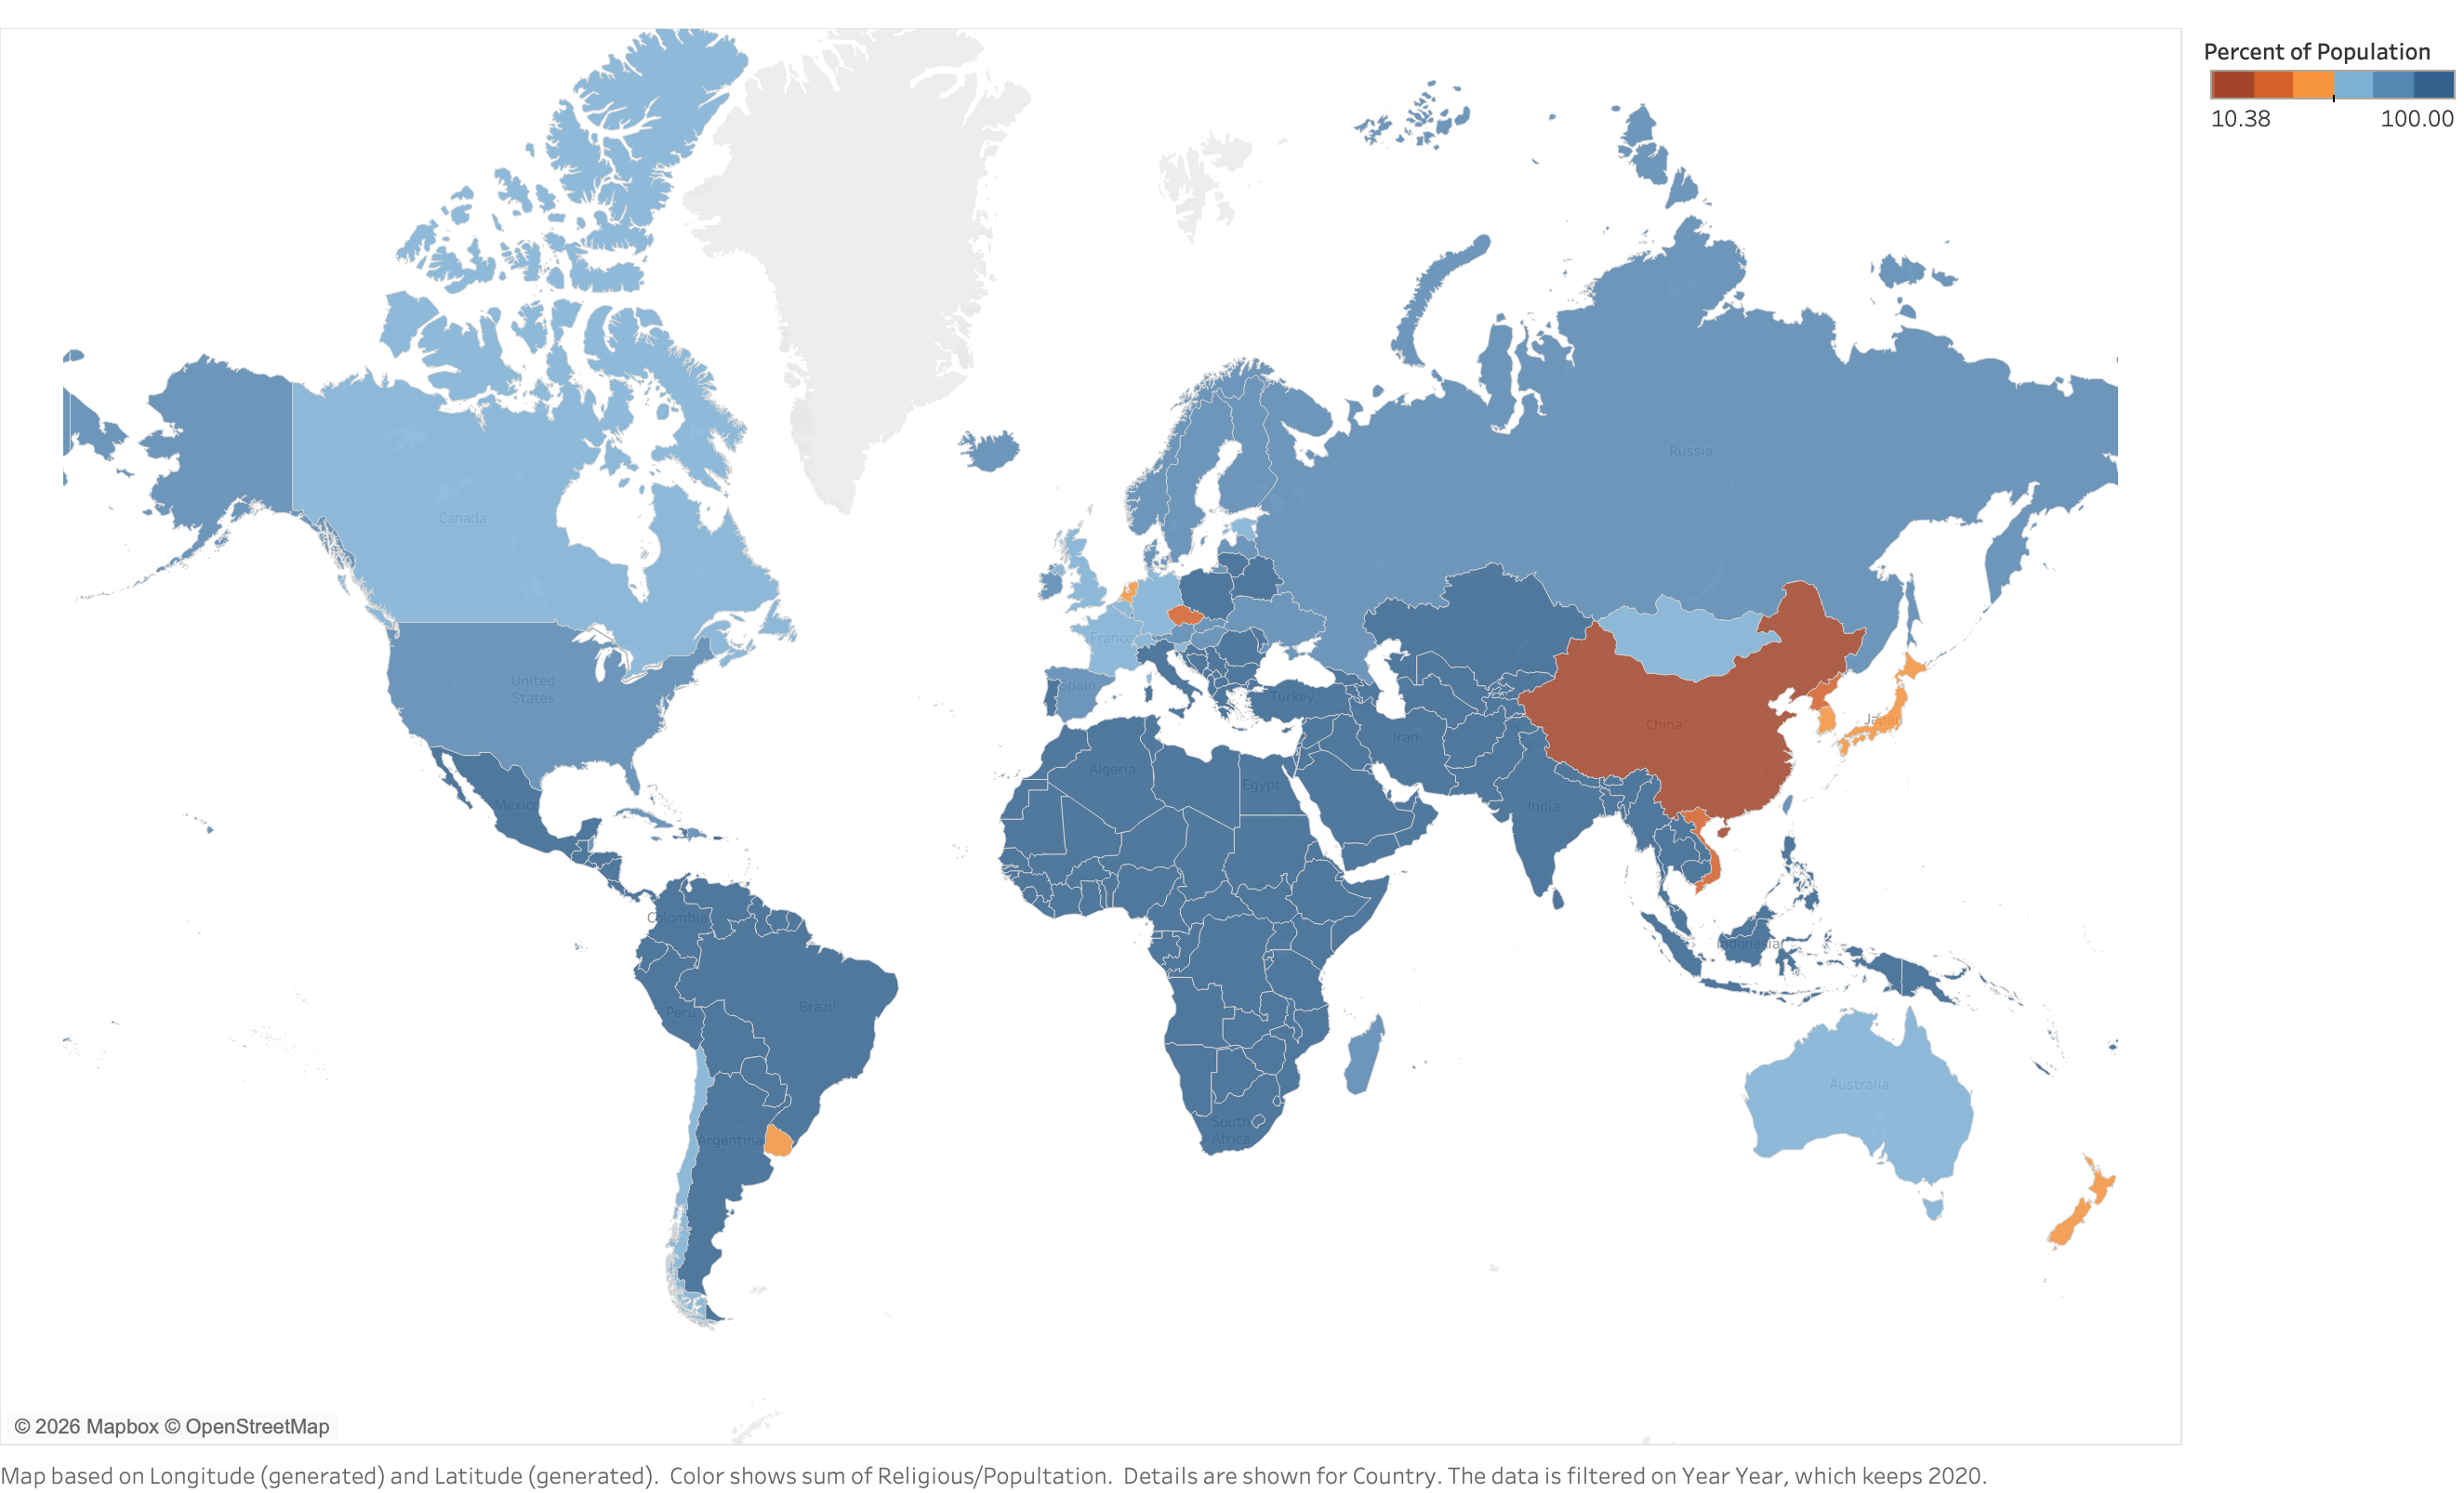 Percent of Population
10.38 100.00
Russia
Canada
France
United
States
Spain
Turkey
China
Japan
Iran
Algeria
Egypt
Mexico
India
Colombia
Indonesia
Brazil
Peru
Australia
South
Africa
Argentina
© 2026 Mapbox © OpenStreetMap
Map based on Longitude (generated) and Latitude (generated). Color shows sum of Religious/Popultation. Details are shown for Country. The data is filtered on Year Year, which keeps 2020.